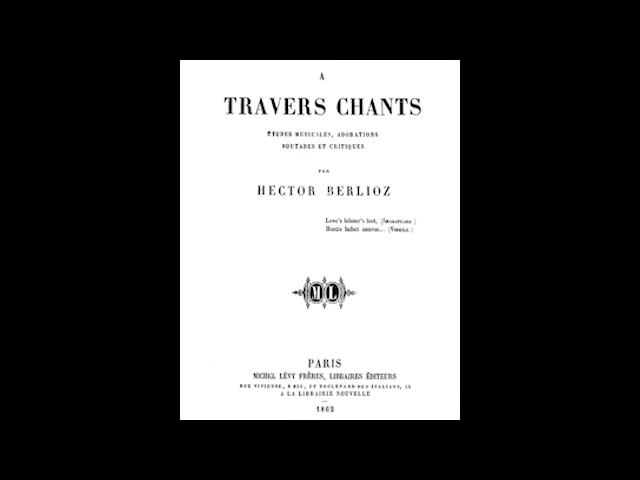 A
TRAVERS CHANTS
ÉTUDES MUSICALES, ADORATIONS
BOUTADES ET CRITIQUES
PAR
HECTOR BERLIOZ
Love's labour's lost, (SHAKSPEARE.)
Hostis habet muros... (VIRGILE.)
ML
PARIS
MICHEL LÉVY FRÈRES, LIBRAIRES ÉDITEURS
RUE VIVIENNE, 2 BIS, ET BOULEVARD DES ITALIENS, 15
A LA LIBRAIRIE NOUVELLE
1862